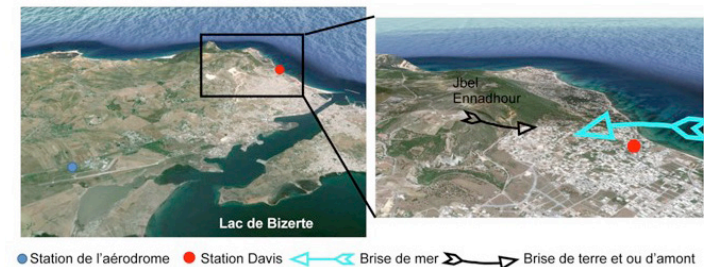 Jbel
Ennadhour
Lac de Bizerte
Station de l'aérodrome Station Davis Brise de mer Brise de terre et ou d'amont